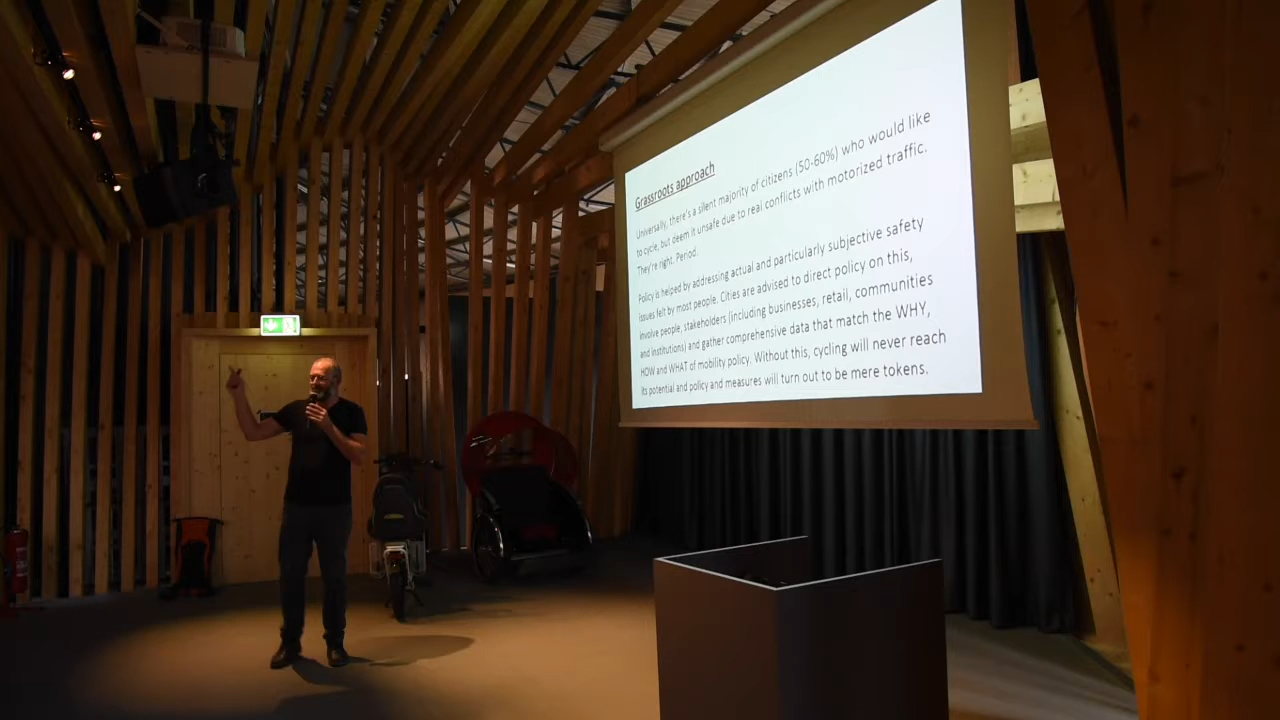 Grassroots approach
Universally, there's a silent majority of citizens (50-60%) who would like
to cycle, but deem it unsafe due to real conflicts with motorized traffic.
They're right. Period.
Policy is helped by addressing actual and particularly subjective safety
issues felt by most people. Cities are advised to direct policy on this,
involve people, stakeholders (including businesses, retail, communities
and institutions) and gather comprehensive data that match the WHY,
HOW and WHAT of mobility policy. Without this, cycling will never reach
its potential and policy and measures will turn out to be mere tokens.